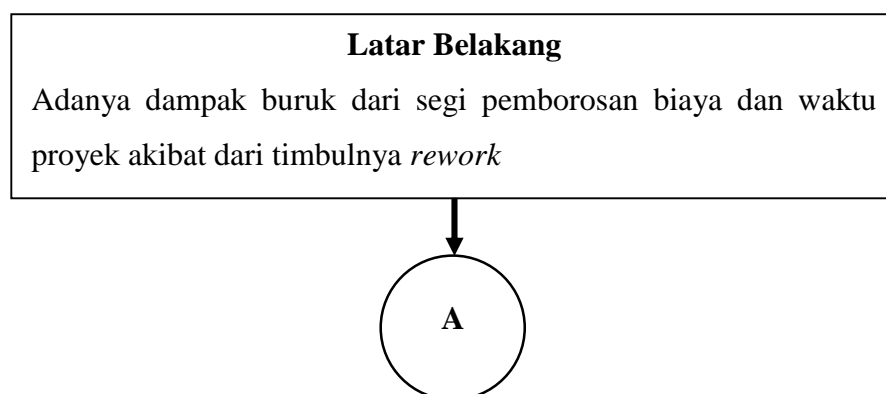 Latar Belakang
Adanya dampak buruk dari segi pemborosan biaya dan waktu
proyek akibat dari timbulnya rework
A